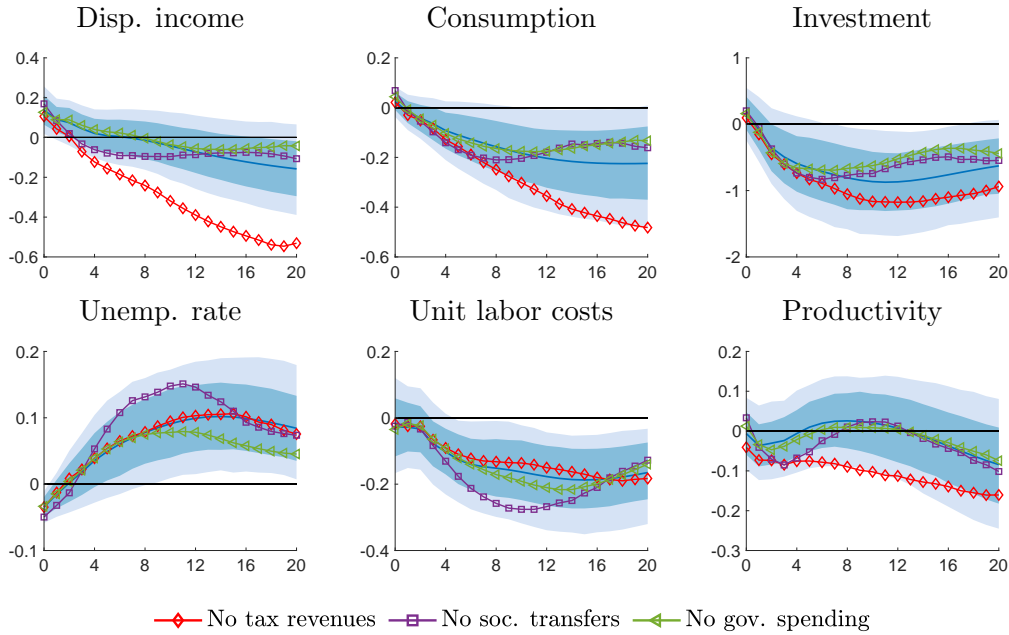 Disp. income Consumption Investment
0.4 1
0.2 0
0 0
-0.2 -0.2
-0.4 -0.4 -1
-0.6 -0.6 -2
0 4 8 12 16 20 0 4 8 12 16 20 0 4 8 12 16 20
Unemp. rate Unit labor costs Productivity
0.2 0.2 0.2
0.1 0 0.1
0 0
-0.2 -0.1
-0.1 -0.4 -0.3
0 4 8 12 16 20 0 4 8 12 16 20 0 4 8 12 16 20
No tax revenues No soc. transfers No gov. spending